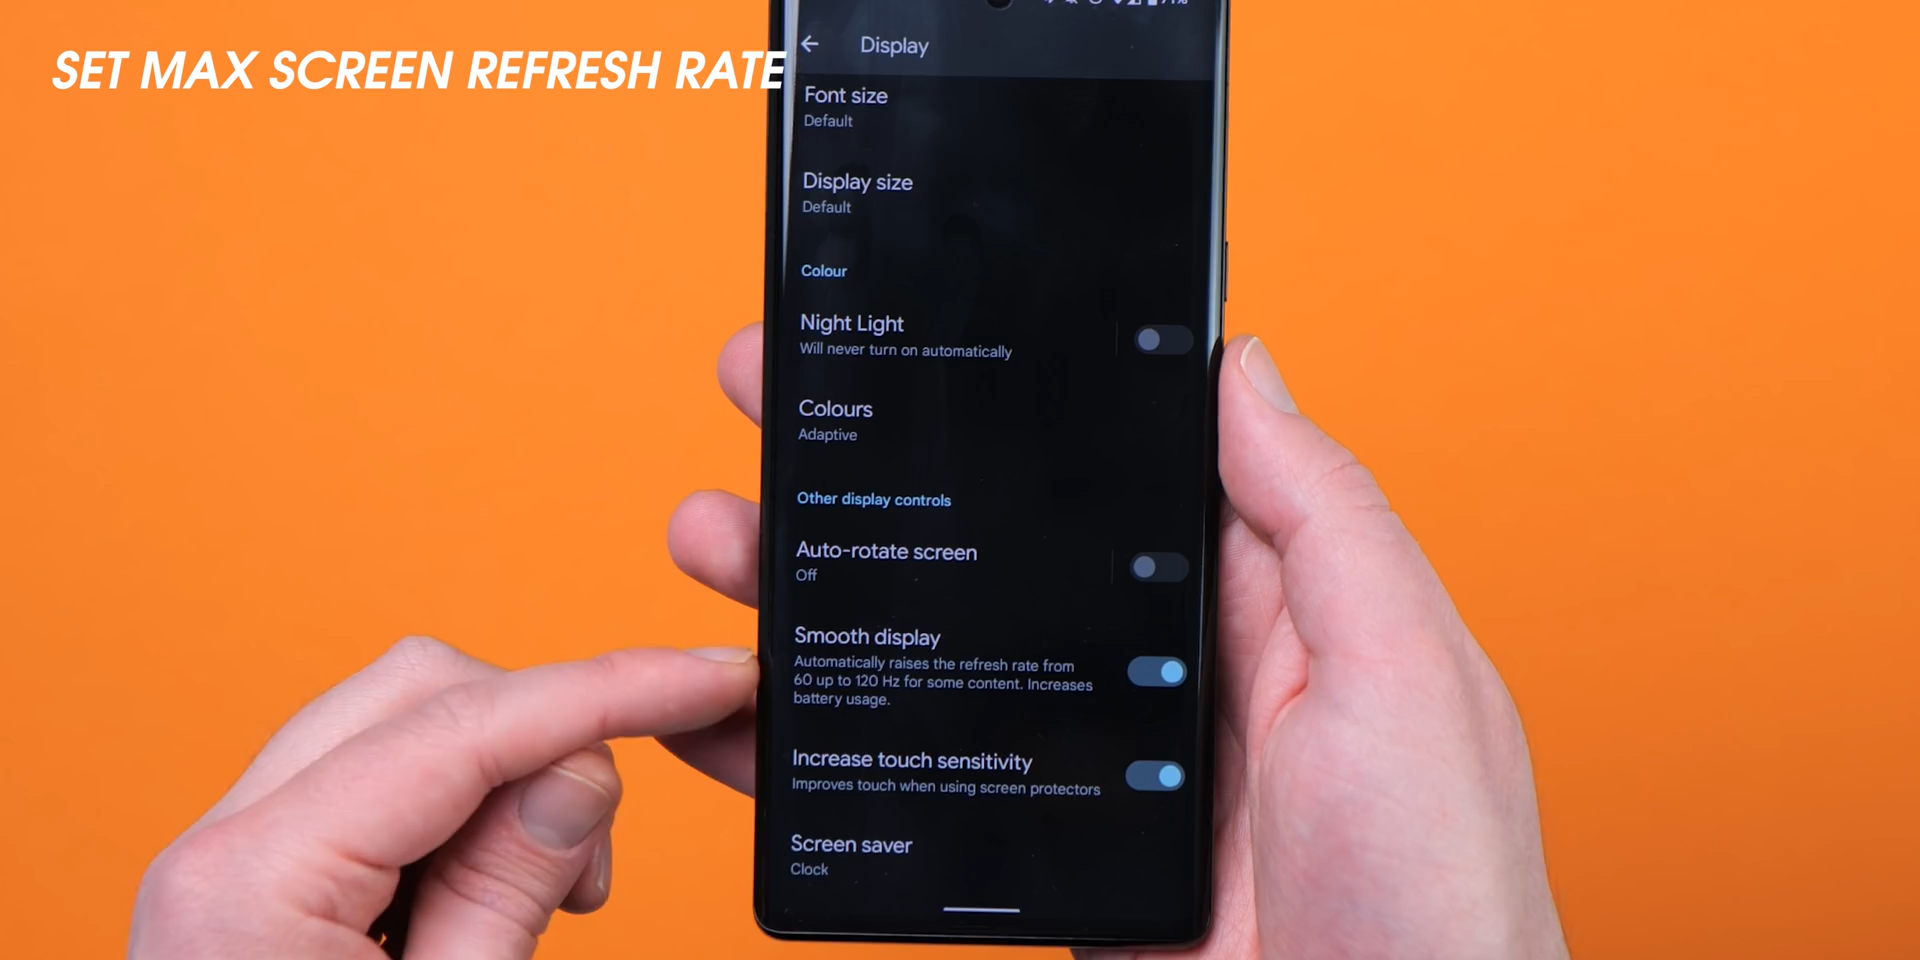 SET MAX SCREEN REFRESH RATE
Display
Font size
Default
Display size
Default
Colour
Night Light
Will never turn on automatically
Colours
Adaptive
Other display controls
Auto-rotate screen
Off
Smooth display
Automatically raises the refresh rate from
60 up to 120 Hz for some content. Increases
battery usage.
Increase touch sensitivity
Improves touch when using screen protectors
Screen saver
Clock